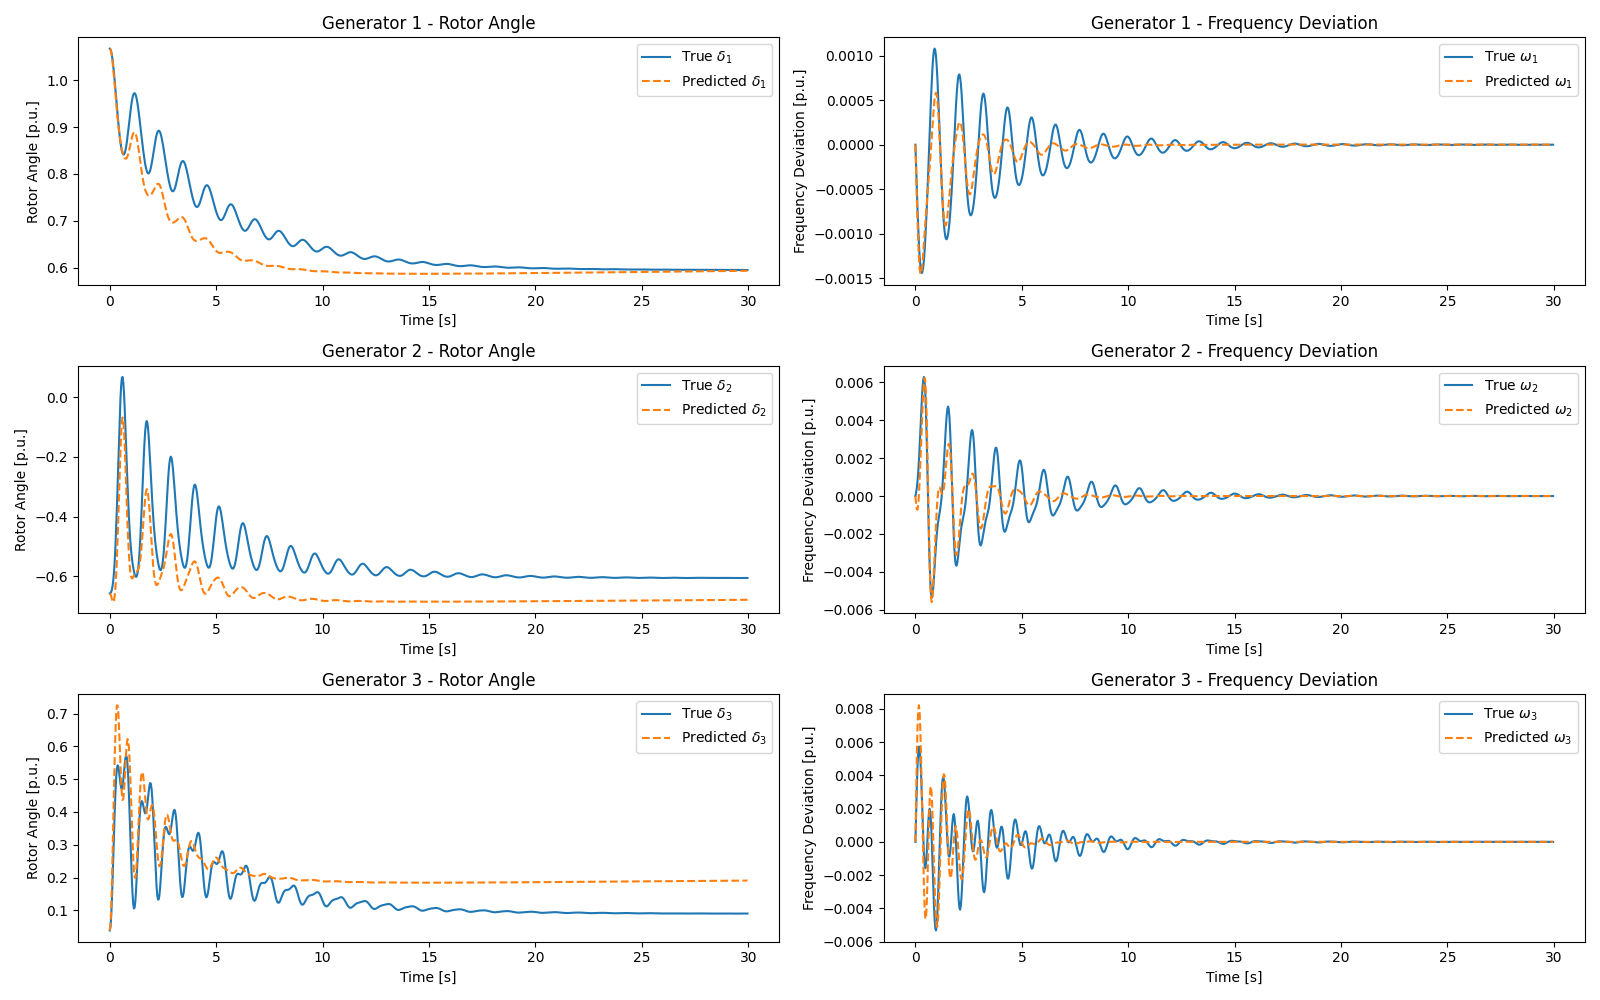 Generator 1 - Rotor Angle
Rotor Angle [p.u.]
1.0
0.9
0.8
0.7
0.6
True δ₁
Predicted δ₁
0 5 10 15 20 25 30
Time [s]
Generator 1 - Frequency Deviation
Frequency Deviation [p.u.]
0.0010
0.0005
0.0000
−0.0005
−0.0010
−0.0015
True ω₁
Predicted ω₁
0 5 10 15 20 25 30
Time [s]
Generator 2 - Rotor Angle
Rotor Angle [p.u.]
0.0
−0.2
−0.4
−0.6
True δ₂
Predicted δ₂
0 5 10 15 20 25 30
Time [s]
Generator 2 - Frequency Deviation
Frequency Deviation [p.u.]
0.006
0.004
0.002
0.000
−0.002
−0.004
−0.006
True ω₂
Predicted ω₂
0 5 10 15 20 25 30
Time [s]
Generator 3 - Rotor Angle
Rotor Angle [p.u.]
0.7
0.6
0.5
0.4
0.3
0.2
0.1
True δ₃
Predicted δ₃
0 5 10 15 20 25 30
Time [s]
Generator 3 - Frequency Deviation
Frequency Deviation [p.u.]
0.008
0.006
0.004
0.002
0.000
−0.002
−0.004
−0.006
True ω₃
Predicted ω₃
0 5 10 15 20 25 30
Time [s]